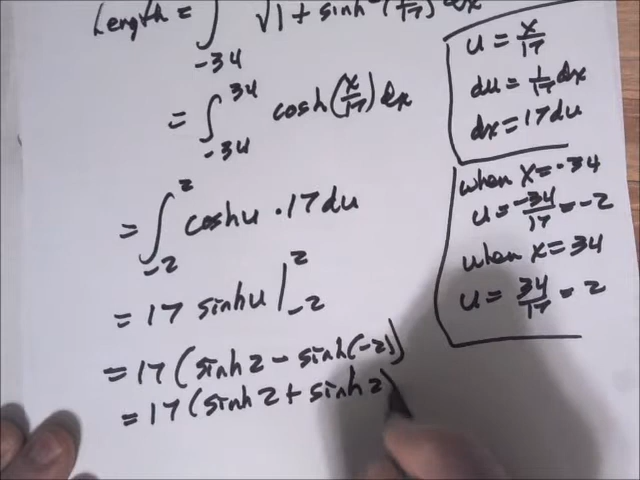 Length = ∫_{-34} √1 + sinh² (x/17) dx
= ∫_{-34}^{34} cosh(x/17) dx
= ∫_{-2}^{2} coshu · 17 du
= 17 sinhu |_{-2}^{2}
= 17 (sinh 2 - sinh(-2))
= 17 (sinh 2 + sinh 2)
u = x/17
du = 1/17 dx
dx = 17 du
when x = -34
u = -34/17 = -2
when x = 34
u = 34/17 = 2